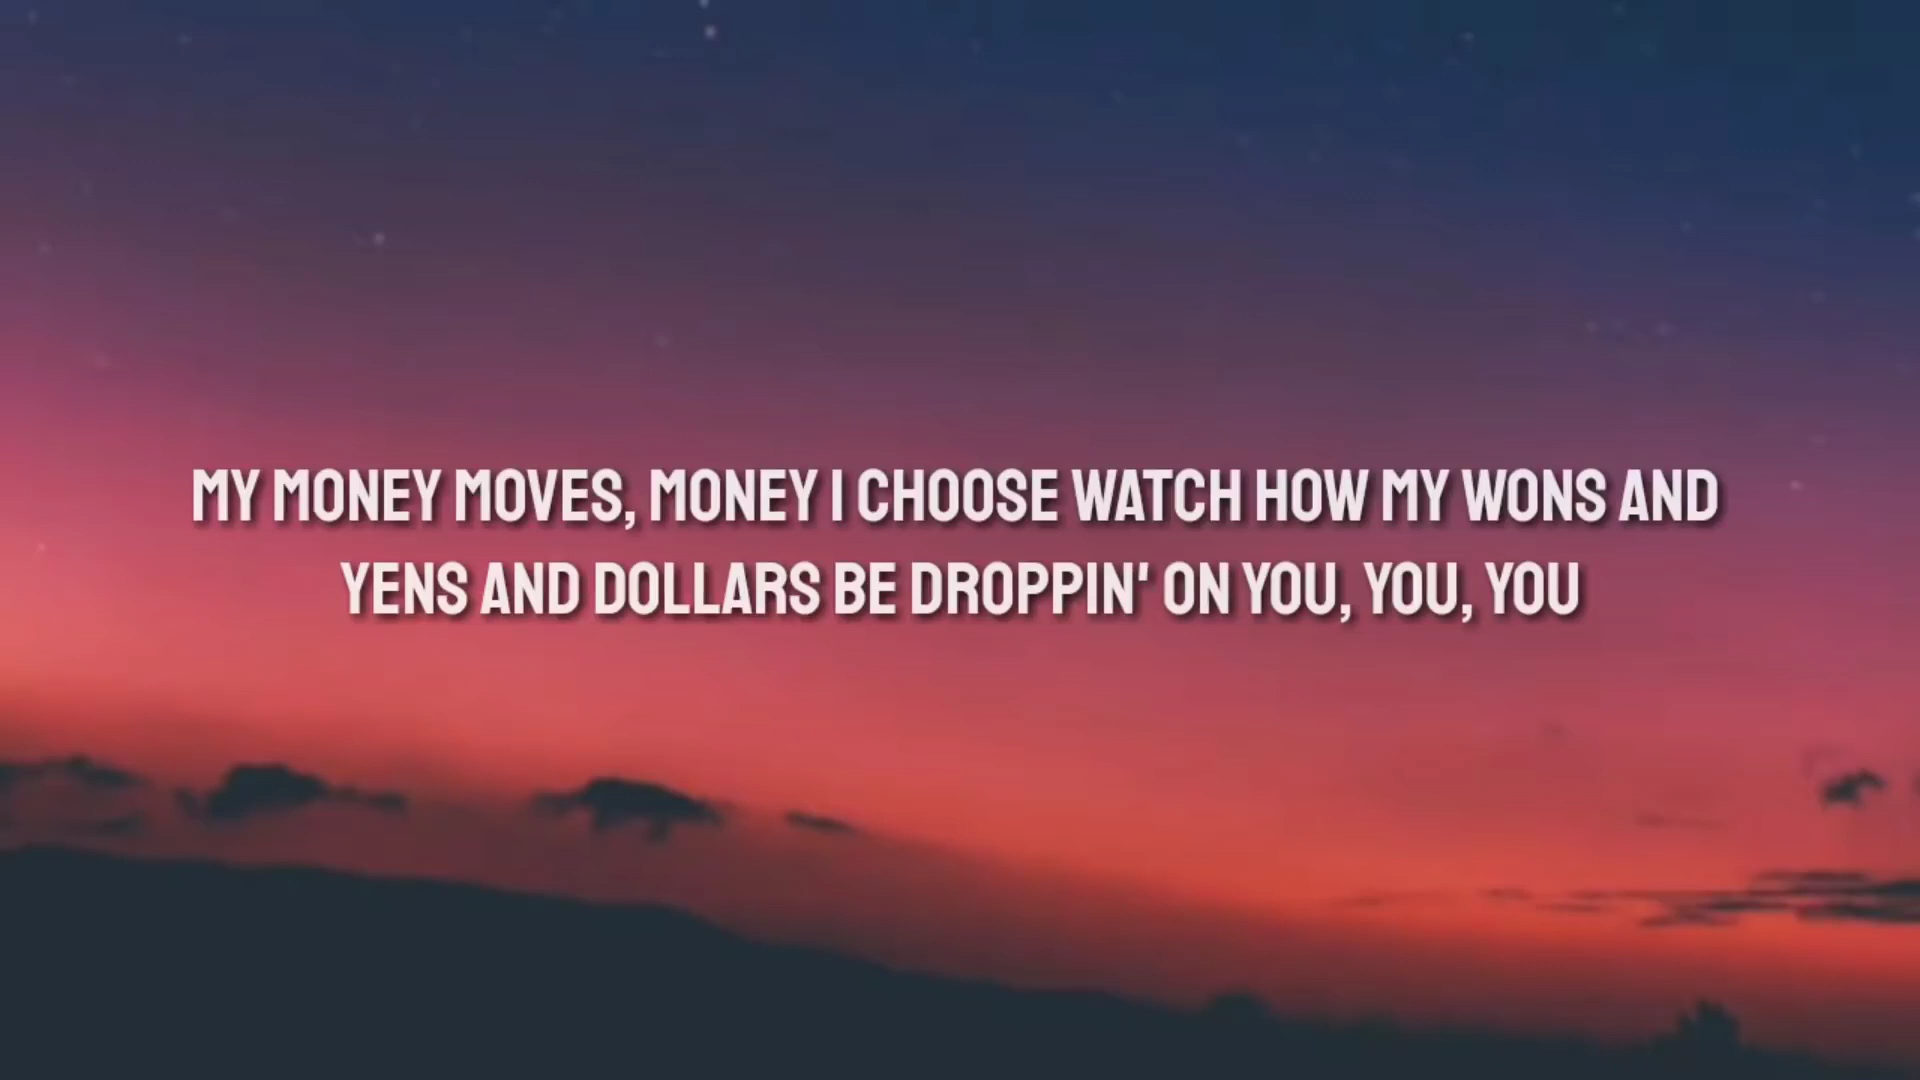 MY MONEY MOVES, MONEY I CHOOSE WATCH HOW MY WONS AND
YENS AND DOLLARS BE DROPPIN' ON YOU, YOU, YOU